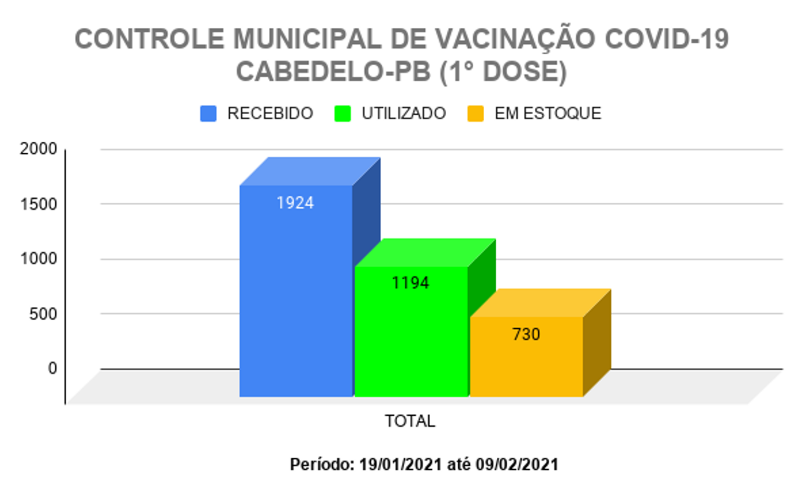 CONTROLE MUNICIPAL DE VACINAÇÃO COVID-19
CABEDELO-PB (1° DOSE)
RECEBIDO UTILIZADO EM ESTOQUE
2000
1500
1000
500
0
1924
1194
730
TOTAL
Período: 19/01/2021 até 09/02/2021